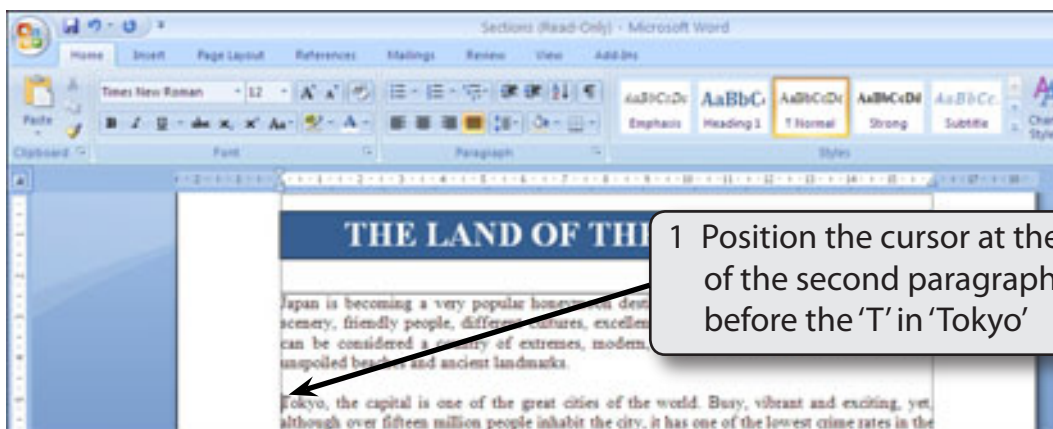 Sections (Read-Only) - Microsoft Word
Home Insert Page Layout References Mailings Review View Add-Ins
Times New Roman 12
AaBbCcDc AaBbC AaBbCcDc AaBbCcDd AaBbCc.
Paste
Emphasis Heading 1 ¶ Normal Strong Subtitle
Clipboard Font Paragraph Styles
THE LAND OF THE
1 Position the cursor at the
of the second paragraph
before the 'T' in 'Tokyo'
Japan is becoming a very popular honeymoon
scenery, friendly people, different cultures,
can be considered a country of extremes, modern,
unspoiled beaches and ancient landmarks.
Tokyo, the capital is one of the great cities of the world. Busy, vibrant and exciting, yet,
although over fifteen million people inhabit the city, it has one of the lowest crime rates in the